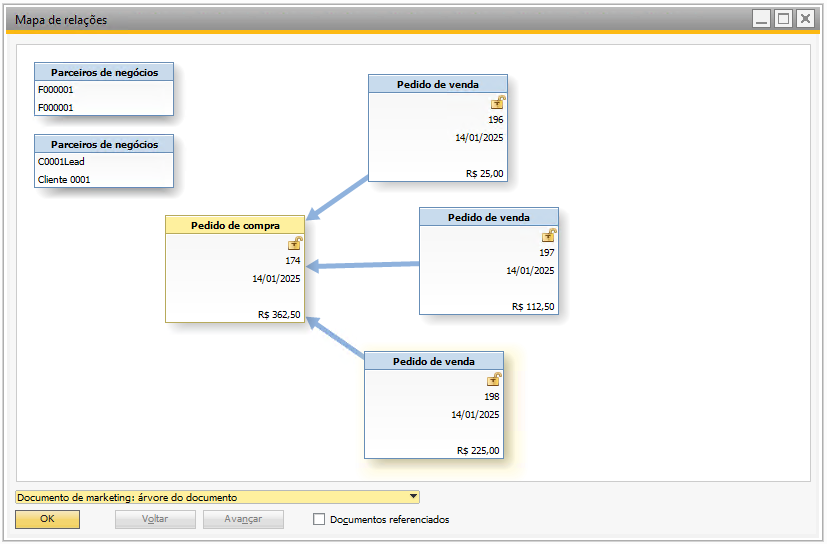 Mapa de relações
Parceiros de negócios
F000001
F000001
Parceiros de negócios
C0001Lead
Cliente 0001
Pedido de venda
196
14/01/2025
R$ 25,00
Pedido de compra
174
14/01/2025
R$ 362,50
Pedido de venda
197
14/01/2025
R$ 112,50
Pedido de venda
198
14/01/2025
R$ 225,00
Documento de marketing: árvore do documento
OK
Voltar
Avançar
Documentos referenciados